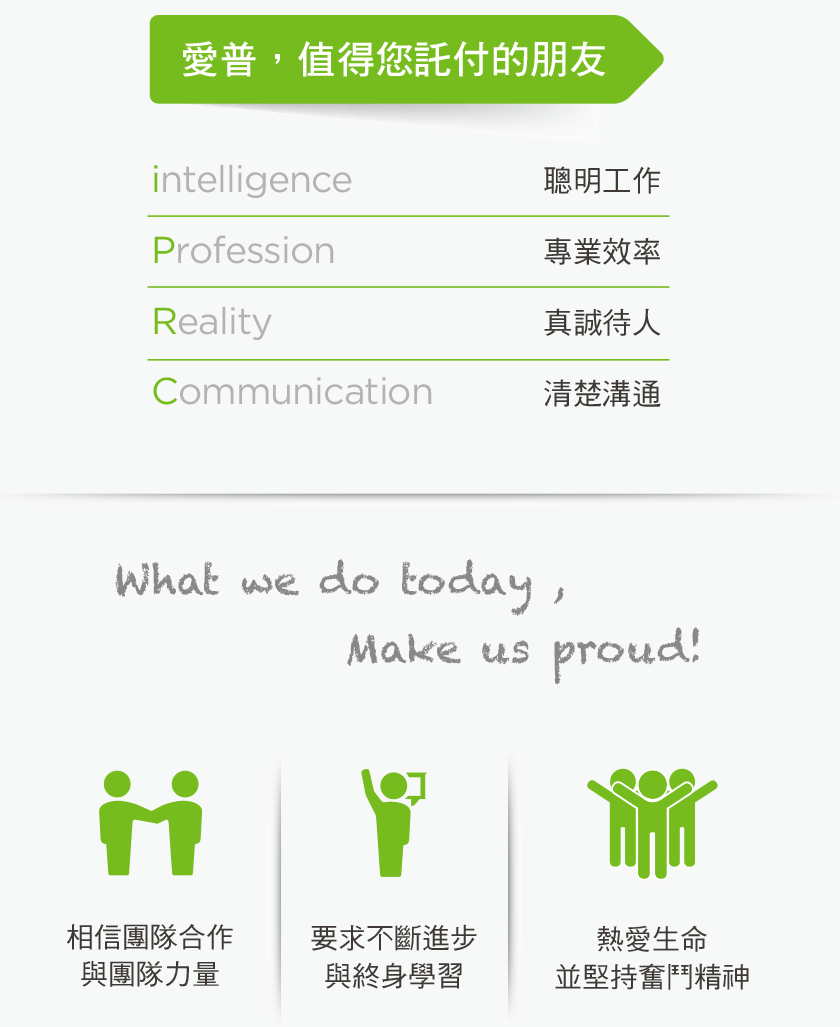 愛普，值得您託付的朋友
intelligence 聰明工作
Profession 專業效率
Reality 真誠待人
Communication 清楚溝通
What we do today ,
Make us proud!
相信團隊合作
與團隊力量
要求不斷進步
與終身學習
熱愛生命
並堅持奮鬥精神